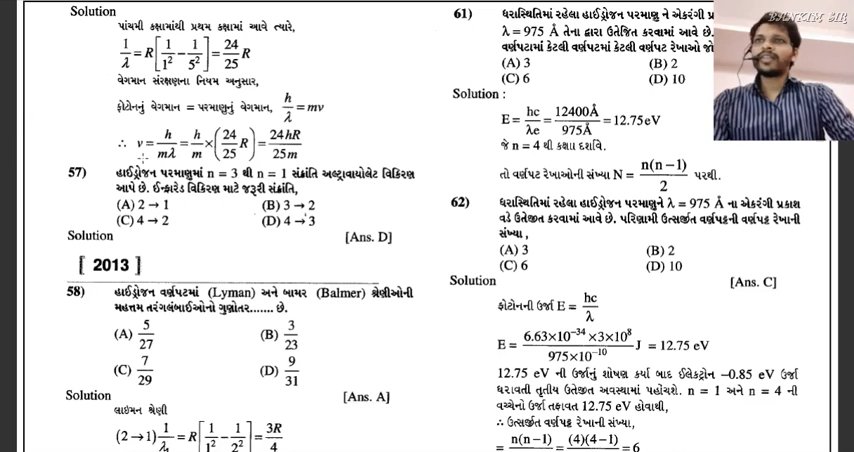 Solution
પાંચમી કક્ષામાંથી પ્રથમ કક્ષામાં આવે ત્યારે,
1/λ = R[1/1² − 1/5²] = 24/25 R
વેગમાન સંરક્ષણના નિયમ અનુસાર,
ફોટોનનું વેગમાન = પરમાણુનું વેગમાન, h/λ = mv
∴ v = h/mλ = h/m × (24/25 R) = 24hR/25m
57) હાઈડ્રોજન પરમાણુમાં n = 3 થી n = 1 સંક્રાંતિ અલ્ટ્રાવાયોલેટ વિકિરણ
આપે છે. ઈન્ફ્રારેડ વિકિરણ માટે જરૂરી સંક્રાંતિ,
(A) 2 → 1 (B) 3 → 2
(C) 4 → 2 (D) 4 → 3
Solution [Ans. D]
[ 2013 ]
58) હાઈડ્રોજન વર્ણપટમાં (Lyman) અને બામર (Balmer) શ્રેણીઓની
મહત્તમ તરંગલંબાઈઓનો ગુણોતર....... છે.
(A) 5/27 (B) 3/23
(C) 7/29 (D) 9/31
Solution [Ans. A]
લાઇમન શ્રેણી
(2→1) 1/λ₁ = R[1/1² − 1/2²] = 3R/4
61) ધરાસ્થિતિમાં રહેલા હાઈડ્રોજન પરમાણુ ને એકરંગી
λ = 975 Å તેના દ્વારા ઉતેજિત કરવામાં આવે છે.
વર્ણપટામાં કેટલી વર્ણપટમાં કેટલી વર્ણપટ રેખાઓ
(A) 3 (B) 2
(C) 6 (D) 10
Solution :
E = hc/λe = 12400Å/975Å = 12.75 eV
જે n = 4 થી કક્ષા દર્શાવે.
તો વર્ણપટ રેખાઓની સંખ્યા N = n(n−1)/2 પરથી.
62) ધરાસ્થિતિમાં રહેલા હાઈડ્રોજન પરમાણુને λ = 975 Å ના એકરંગી પ્રકાશ
વડે ઉતેજીત કરવામાં આવે છે. પરિણામી ઉત્સર્જીત વર્ણપટ્ટની વર્ણપટ્ટ રેખાની
સંખ્યા,
(A) 3 (B) 2
(C) 6 (D) 10
Solution [Ans. C]
ફોટોનની ઉર્જા E = hc/λ
E = 6.63×10⁻³⁴ ×3×10⁸/975×10⁻¹⁰ J = 12.75 eV
12.75 eV ની ઉર્જાનું શોષણ કર્યા બાદ ઈલેક્ટ્રોન −0.85 eV ઉર્જા
ધરાવતી તૃતીય ઉતેજીત અવસ્થામાં પહોંચશે. n = 1 અને n = 4 ની
વચ્ચેનો ઉર્જા તફાવત 12.75 eV હોવાથી,
∴ ઉત્સર્જીત વર્ણપટ્ટ રેખાની સંખ્યા,
= n(n−1) = (4)(4−1) = 6
BANKIM SIR